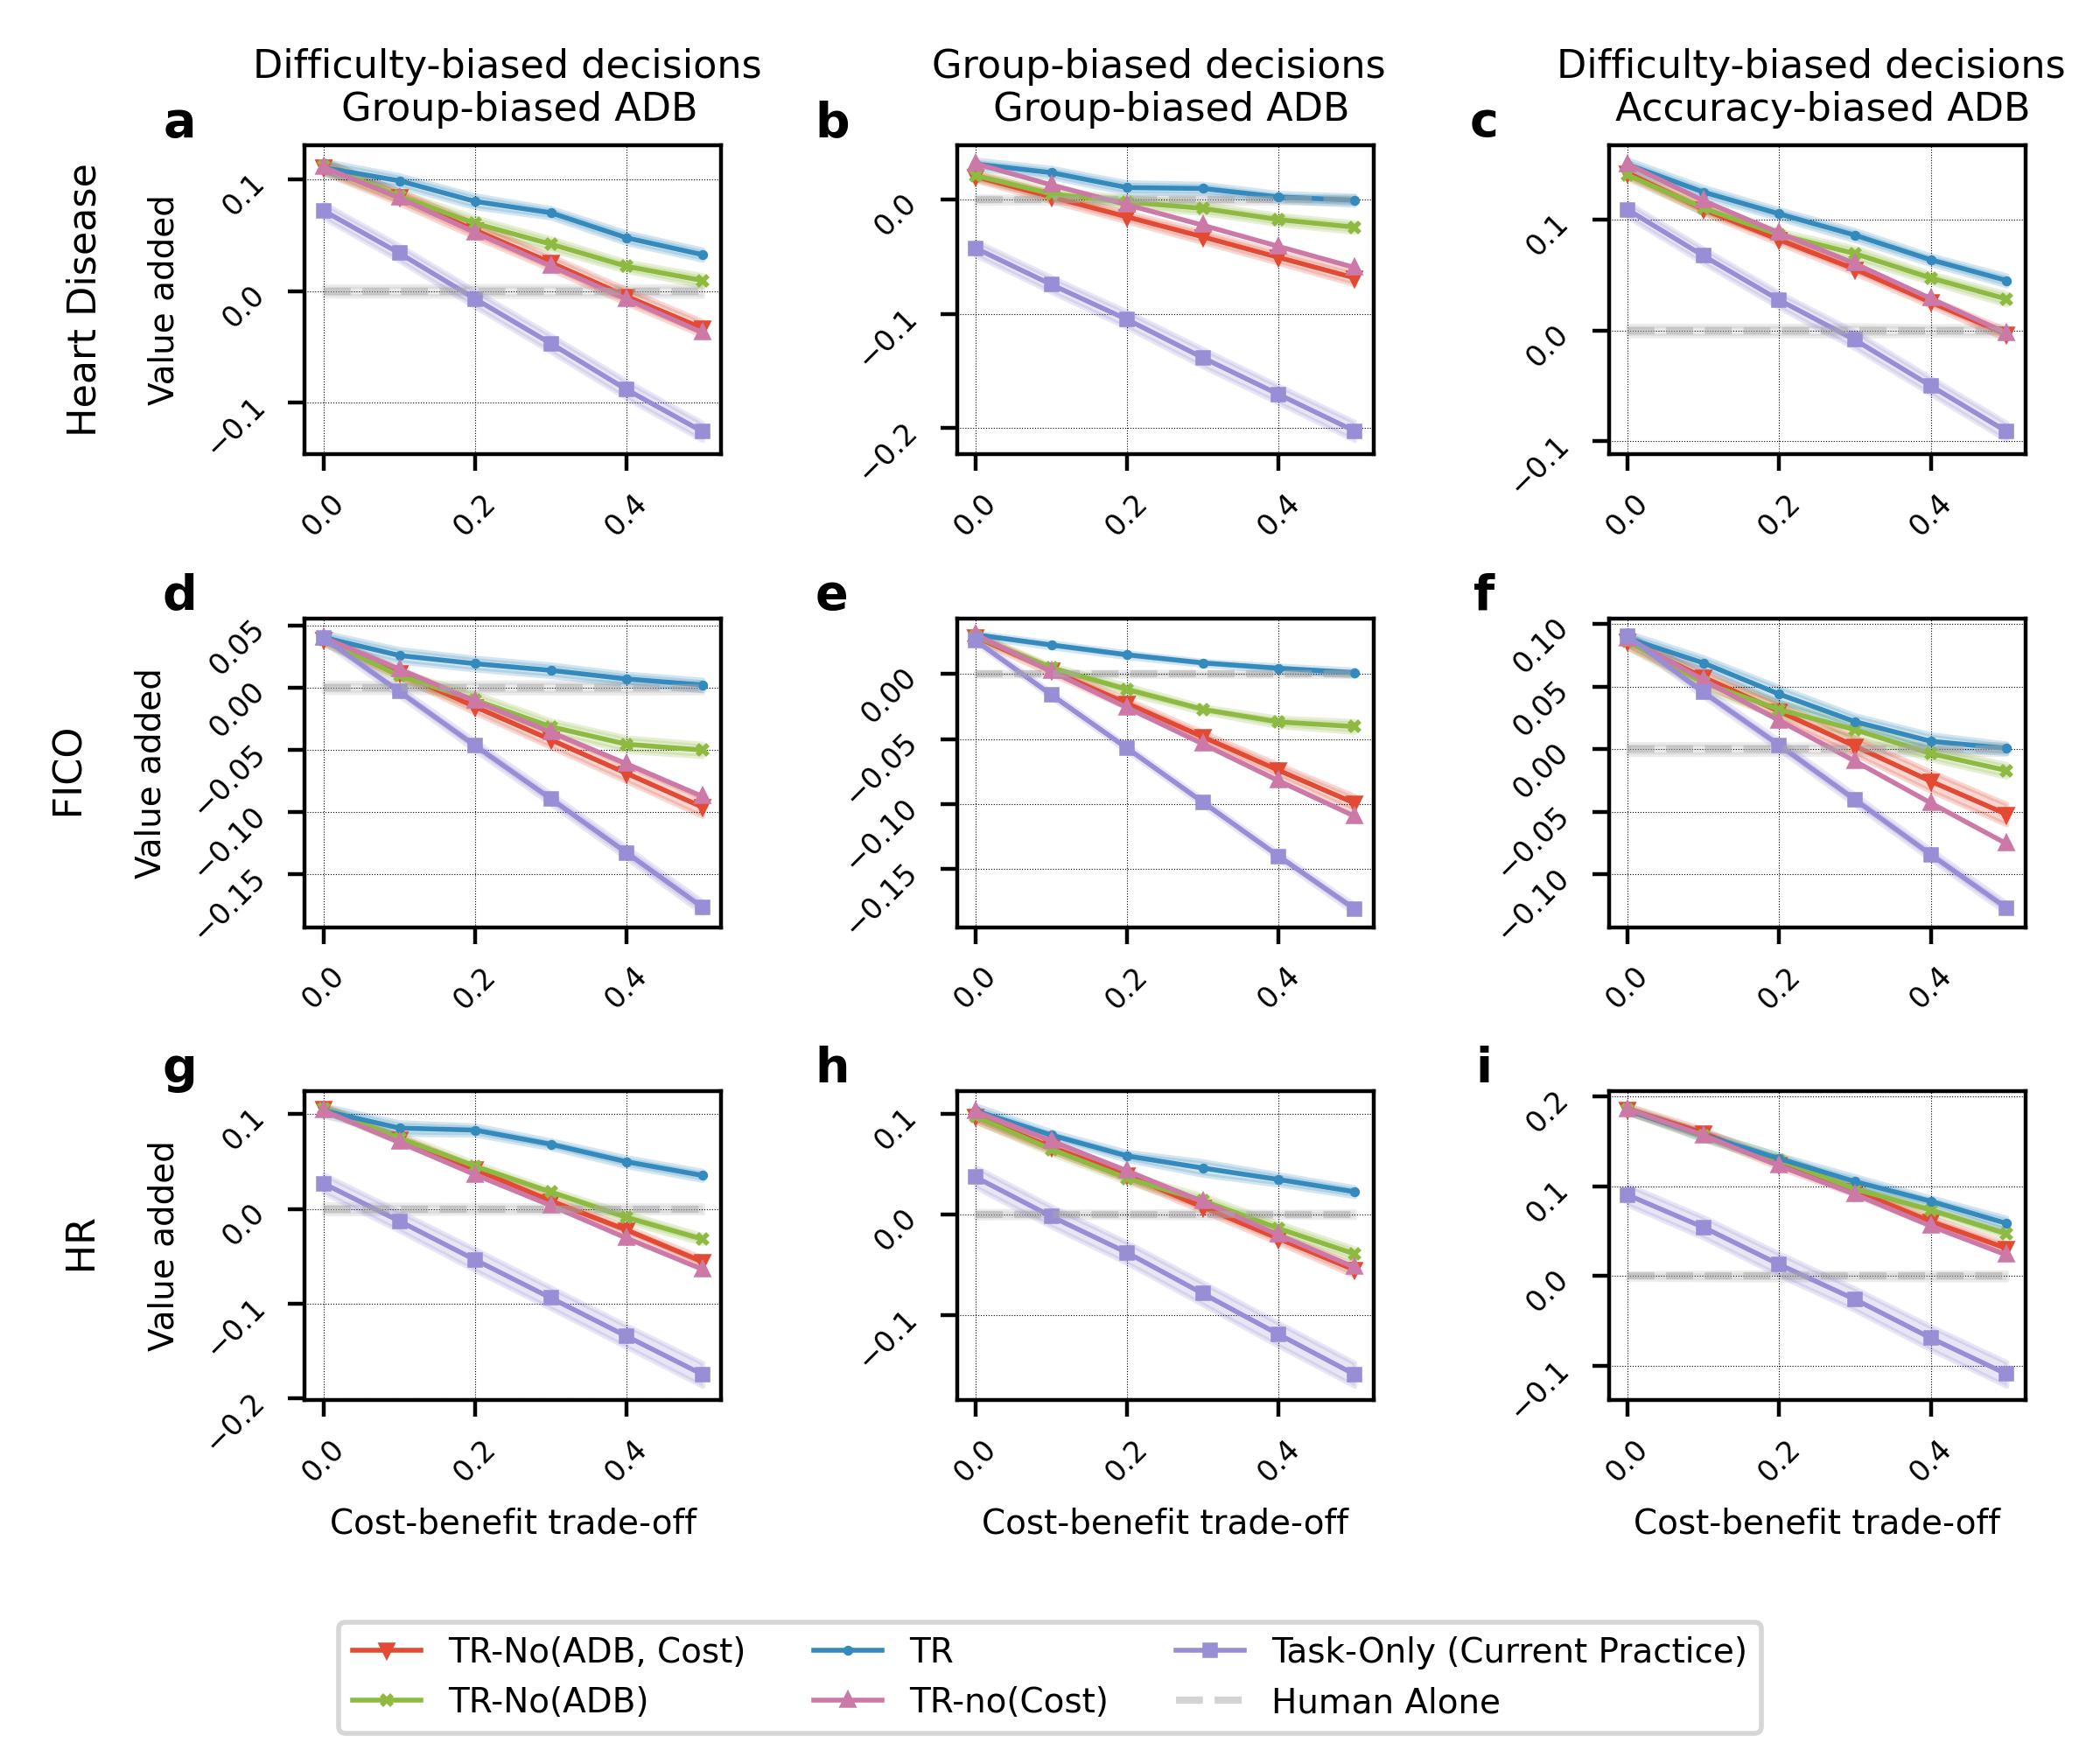 Difficulty-biased decisions
Group-biased ADB
Group-biased decisions
Group-biased ADB
Difficulty-biased decisions
Accuracy-biased ADB
a
b
c
Heart Disease
Value added
0.1
0.0
−0.1
0.0
0.2
0.4
0.0
−0.1
−0.2
0.0
0.2
0.4
0.1
0.0
−0.1
0.0
0.2
0.4
d
e
f
FICO
Value added
0.05
0.00
−0.05
−0.10
−0.15
0.0
0.2
0.4
0.00
−0.05
−0.10
−0.15
0.0
0.2
0.4
0.10
0.05
0.00
−0.05
−0.10
0.0
0.2
0.4
g
h
i
HR
Value added
0.1
0.0
−0.1
−0.2
0.0
0.2
0.4
0.1
0.0
−0.1
0.0
0.2
0.4
0.2
0.1
0.0
−0.1
0.0
0.2
0.4
Cost-benefit trade-off
Cost-benefit trade-off
Cost-benefit trade-off
TR-No(ADB, Cost)
TR
Task-Only (Current Practice)
TR-No(ADB)
TR-no(Cost)
Human Alone